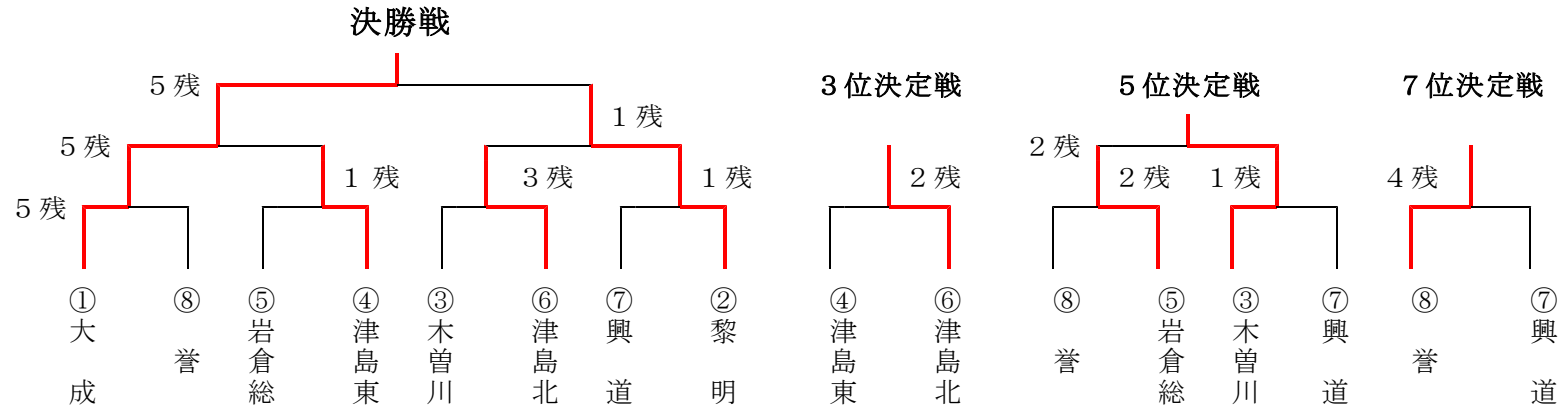 決勝戦
5残
3位決定戦
5位決定戦
7位決定戦
1残
5残
2残
1残
3残
1残
2残
2残
1残
4残
5残
①大成
⑧誉
⑤岩倉総
④津島東
③木曽川
⑥津島北
⑦興道
②黎明
④津島東
⑥津島北
⑧誉
⑤岩倉総
③木曽川
⑦興道
⑧誉
⑦興道